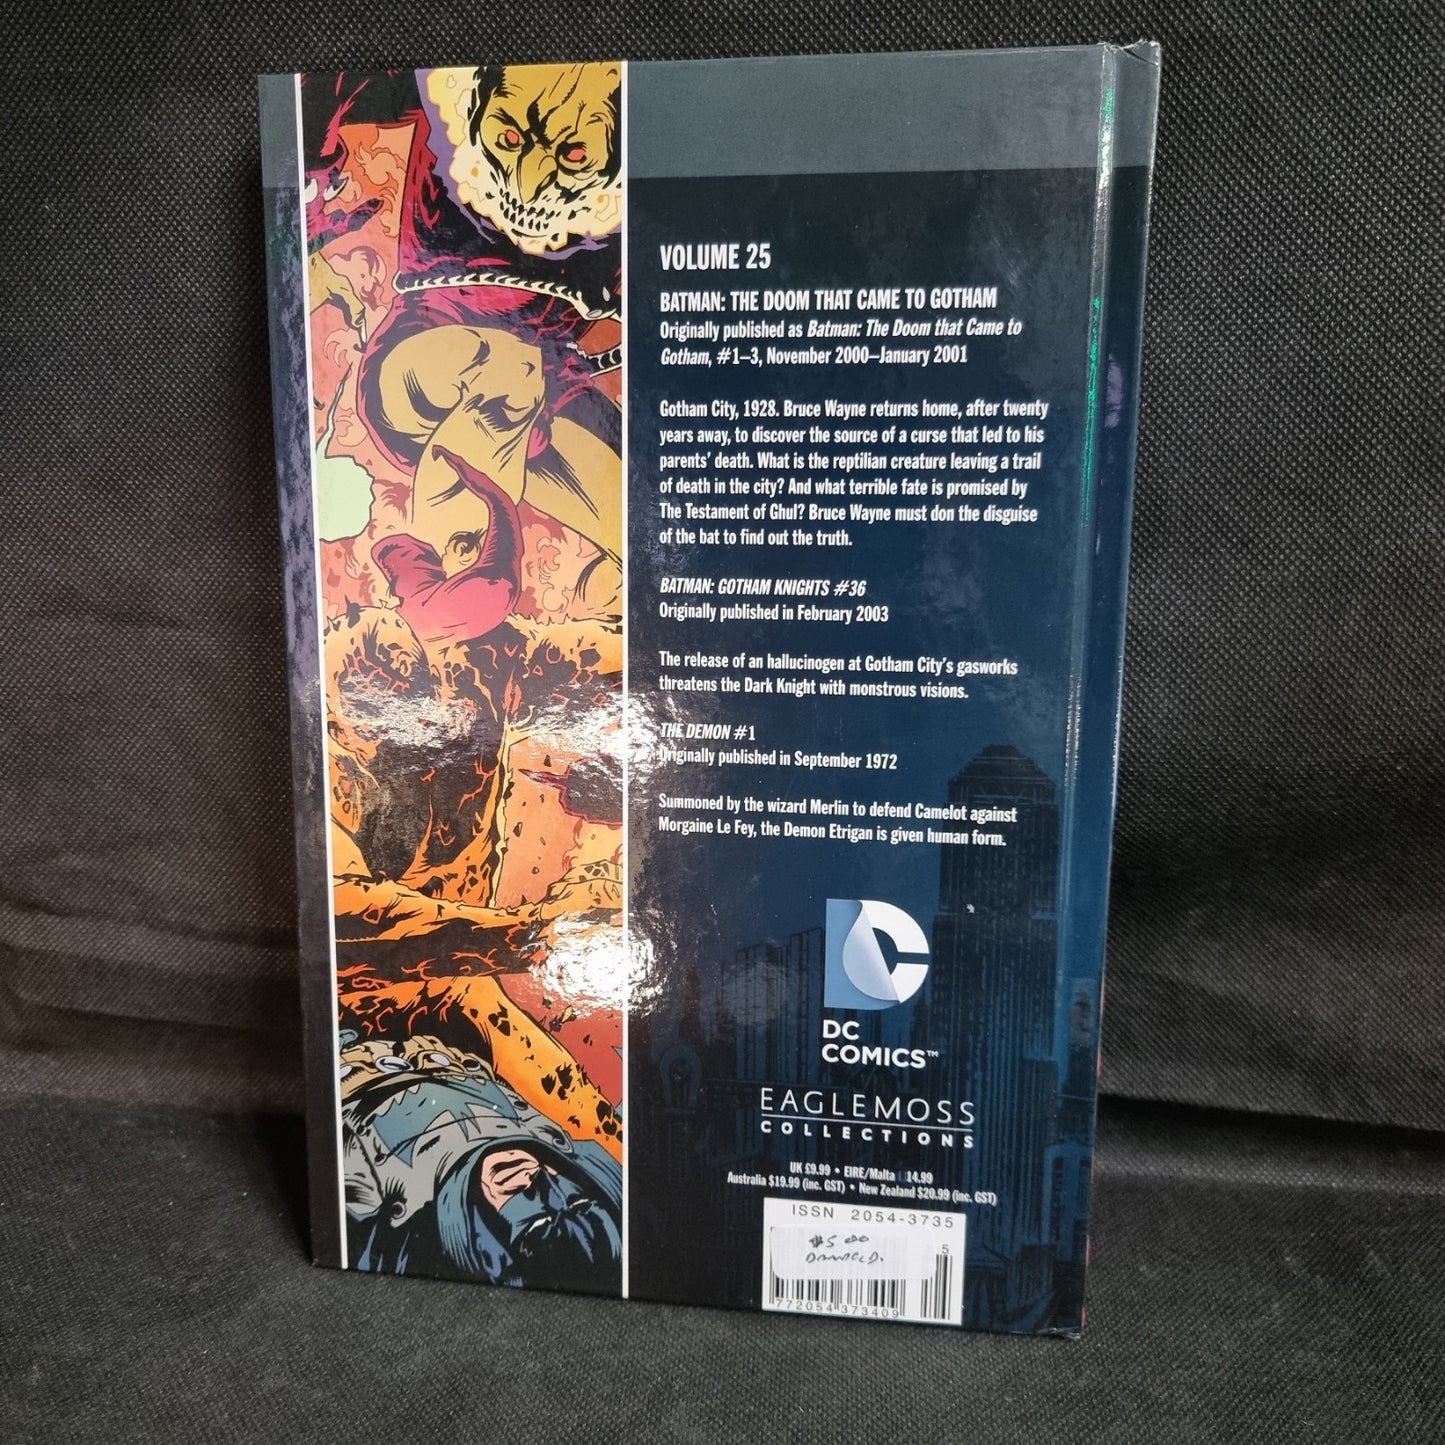 VOLUME 25
BATMAN: THE DOOM THAT CAME TO GOTHAM
Originally published as Batman: The Doom that Came to
Gotham, #1–3, November 2000–January 2001
Gotham City, 1928. Bruce Wayne returns home, after twenty
years away, to discover the source of a curse that led to his
parents' death. What is the reptilian creature leaving a trail
of death in the city? And what terrible fate is promised by
The Testament of Ghul? Bruce Wayne must don the disguise
of the bat to find out the truth.
BATMAN: GOTHAM KNIGHTS #36
Originally published in February 2003
The release of an hallucinogen at Gotham City's gasworks
threatens the Dark Knight with monstrous visions.
THE DEMON #1
Originally published in September 1972
Summoned by the wizard Merlin to defend Camelot against
Morgaine Le Fey, the Demon Etrigan is given human form.
DC
COMICS™
EAGLEMOSS
COLLECTIONS
UK £9.99 • EIRE/Malta 14.99
Australia $19.99 (inc. GST) • New Zealand $20.99 (inc. GST)
ISSN 2054-3735
5
772054 373409